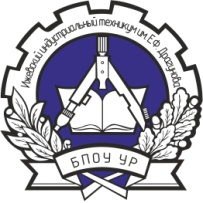 Ижевский индустриальный техникум им. Е.Ф. Драгунова
БПОУ УР